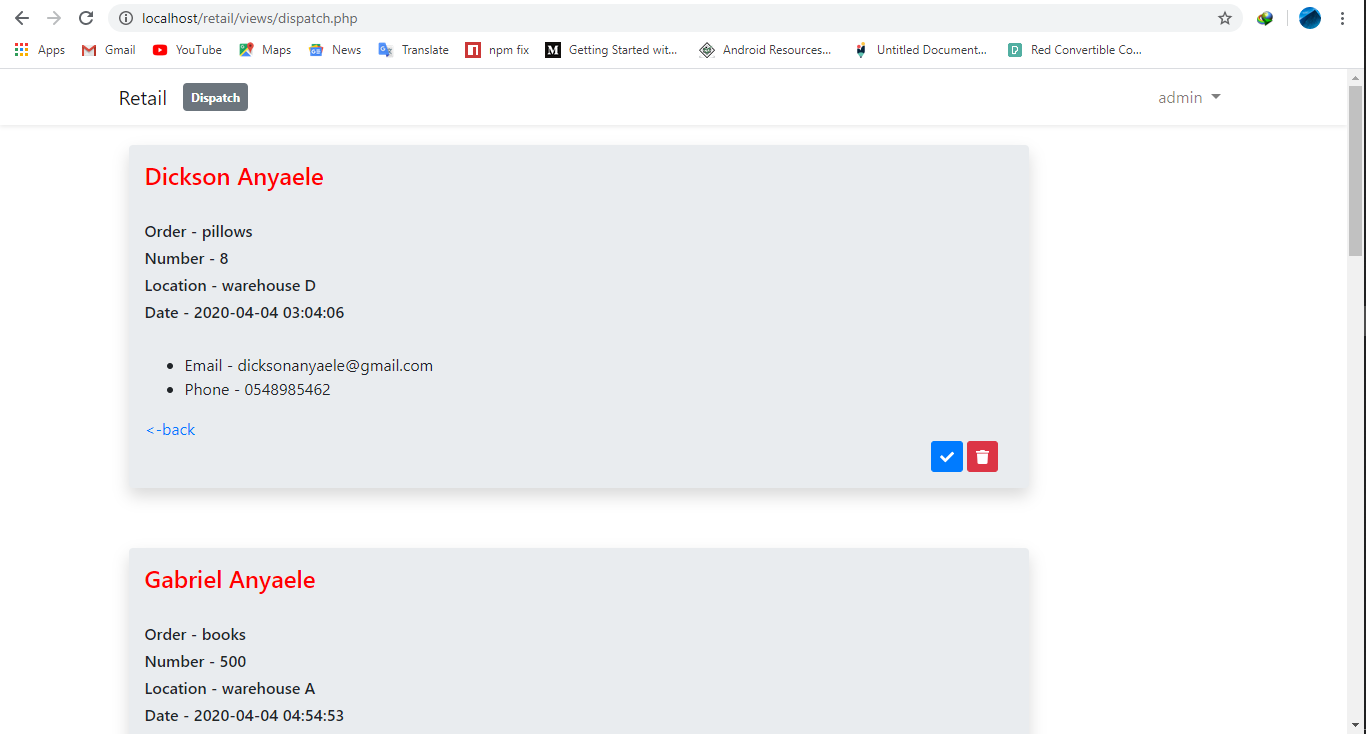 localhost/retail/views/dispatch.php
Apps Gmail YouTube Maps News Translate npm fix Getting Started wit... Android Resources... Untitled Document... Red Convertible Co...
Retail Dispatch admin
Dickson Anyaele
Order - pillows
Number - 8
Location - warehouse D
Date - 2020-04-04 03:04:06
Email - dicksonanyaele@gmail.com
Phone - 0548985462
<-back
Gabriel Anyaele
Order - books
Number - 500
Location - warehouse A
Date - 2020-04-04 04:54:53